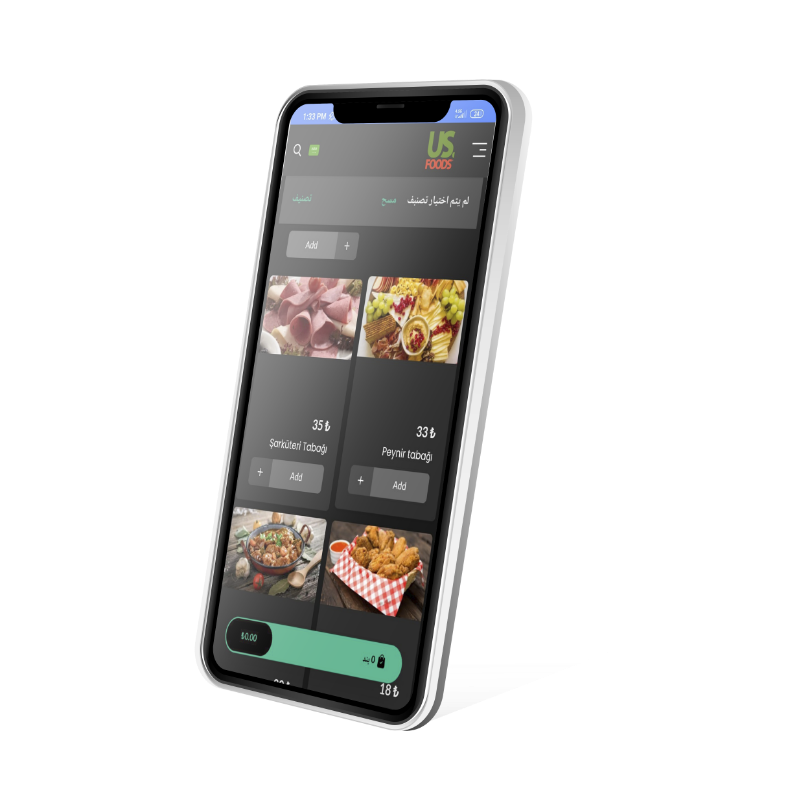 1:33 PM
US.
FOODS
لم يتم اختيار تصنيف
مسح
تصنيف
Add +
35 ₺
Şarküteri Tabağı
+ Add
33 ₺
Peynir tabağı
+ Add
₺0.00
0 بند
18 ₺